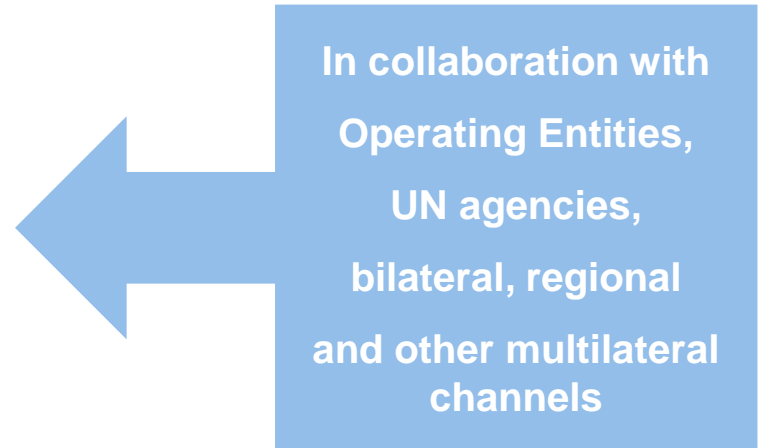 In collaboration with
Operating Entities,
UN agencies,
bilateral, regional
and other multilateral
channels